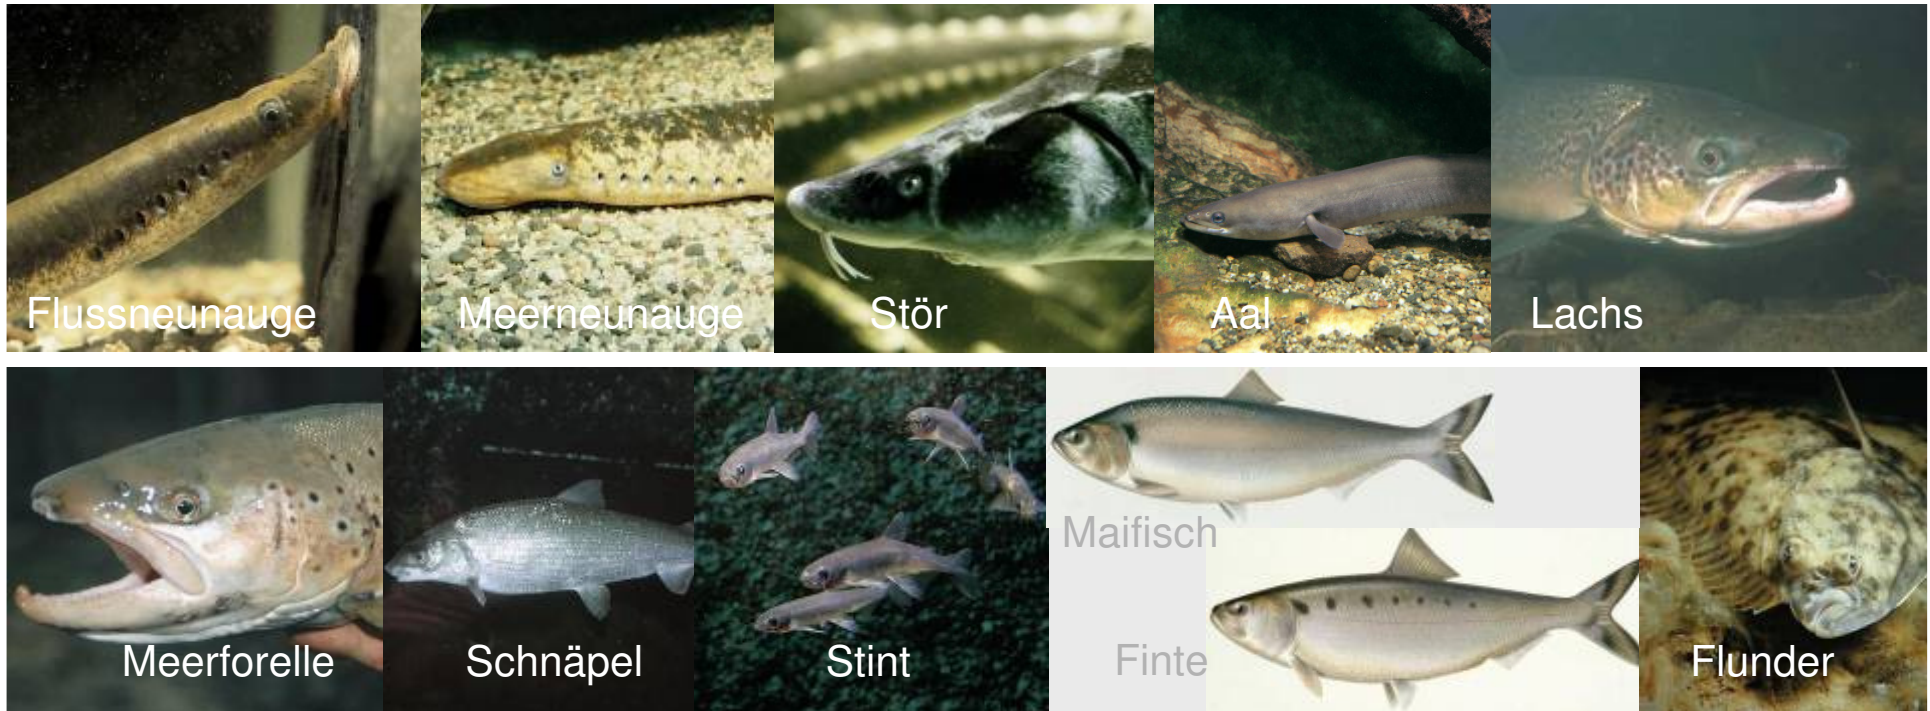 Flussneunauge
Meerneunauge
Stör
Aal
Lachs
Meerforelle
Schnäpel
Stint
Maifisch
Finte
Flunder